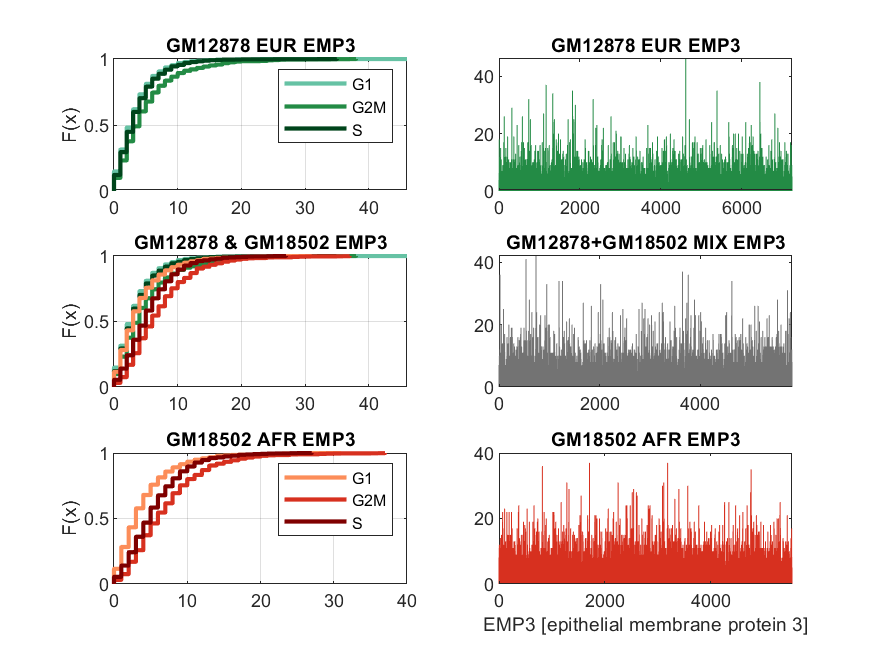 GM12878 EUR EMP3
F(x)
1
0.5
0
0 10 20 30 40
G1
G2M
S
GM12878 EUR EMP3
40
20
0
0 2000 4000 6000
GM12878 & GM18502 EMP3
F(x)
1
0.5
0
0 10 20 30 40
GM12878+GM18502 MIX EMP3
40
20
0
0 2000 4000
GM18502 AFR EMP3
F(x)
1
0.5
0
0 10 20 30 40
G1
G2M
S
GM18502 AFR EMP3
40
20
0
0 2000 4000
EMP3 [epithelial membrane protein 3]